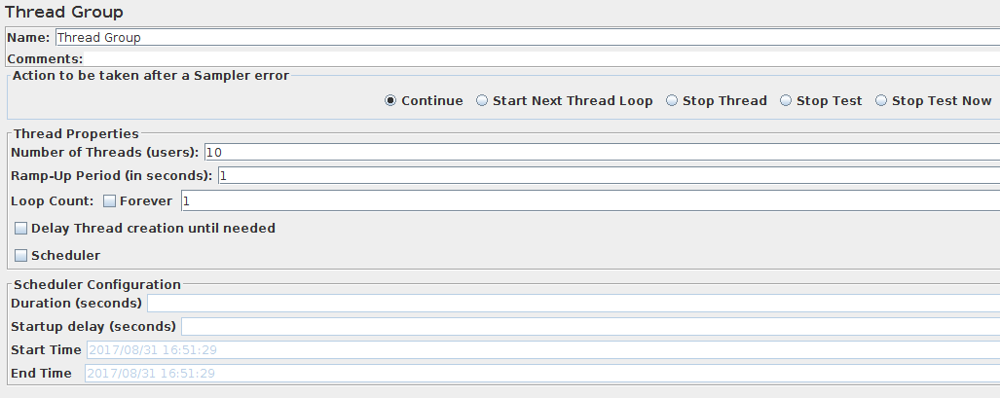 Thread Group
Name: Thread Group
Comments:
Action to be taken after a Sampler error
Continue Start Next Thread Loop Stop Thread Stop Test Stop Test Now
Thread Properties
Number of Threads (users): 10
Ramp-Up Period (in seconds): 1
Loop Count: Forever 1
Delay Thread creation until needed
Scheduler
Scheduler Configuration
Duration (seconds)
Startup delay (seconds)
Start Time 2017/08/31 16:51:29
End Time 2017/08/31 16:51:29